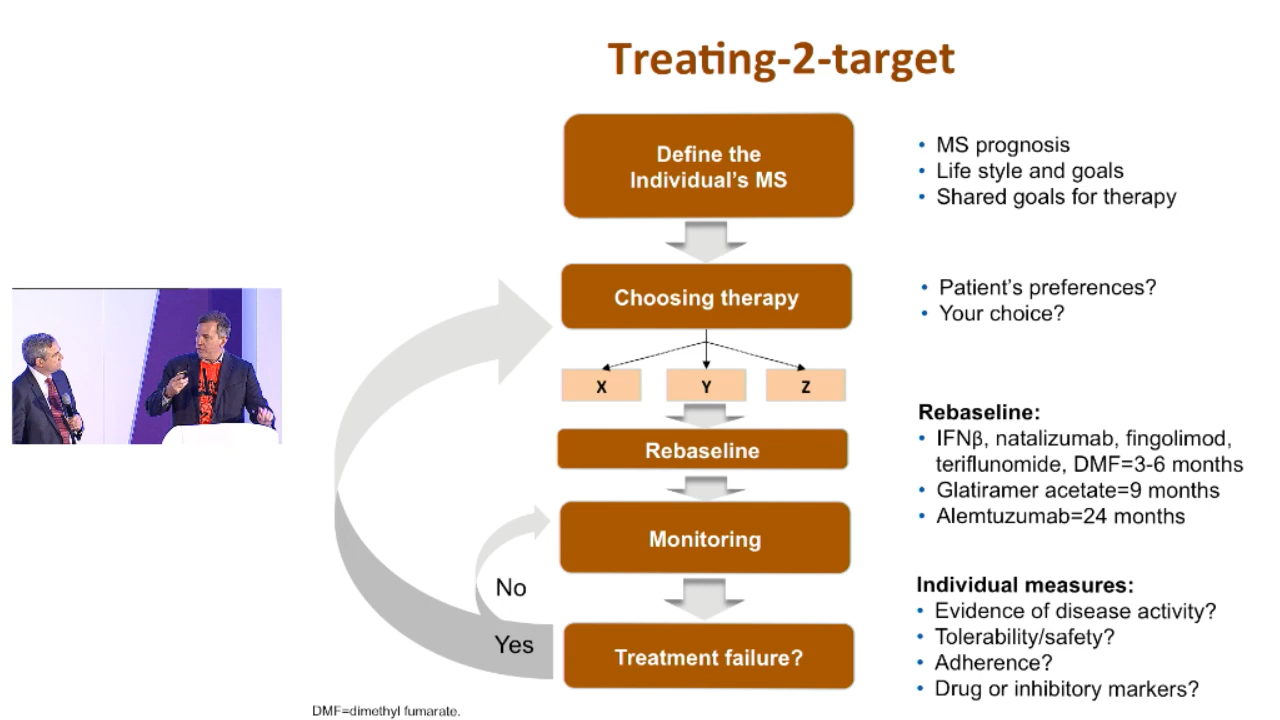 Treating-2-target
Define the
Individual's MS
• MS prognosis
• Life style and goals
• Shared goals for therapy
Choosing therapy
• Patient's preferences?
• Your choice?
X
Y
Z
Rebaseline
Rebaseline:
• IFNβ, natalizumab, fingolimod,
teriflunomide, DMF=3-6 months
• Glatiramer acetate=9 months
• Alemtuzumab=24 months
Monitoring
No
Yes
Treatment failure?
Individual measures:
• Evidence of disease activity?
• Tolerability/safety?
• Adherence?
• Drug or inhibitory markers?
DMF=dimethyl fumarate.